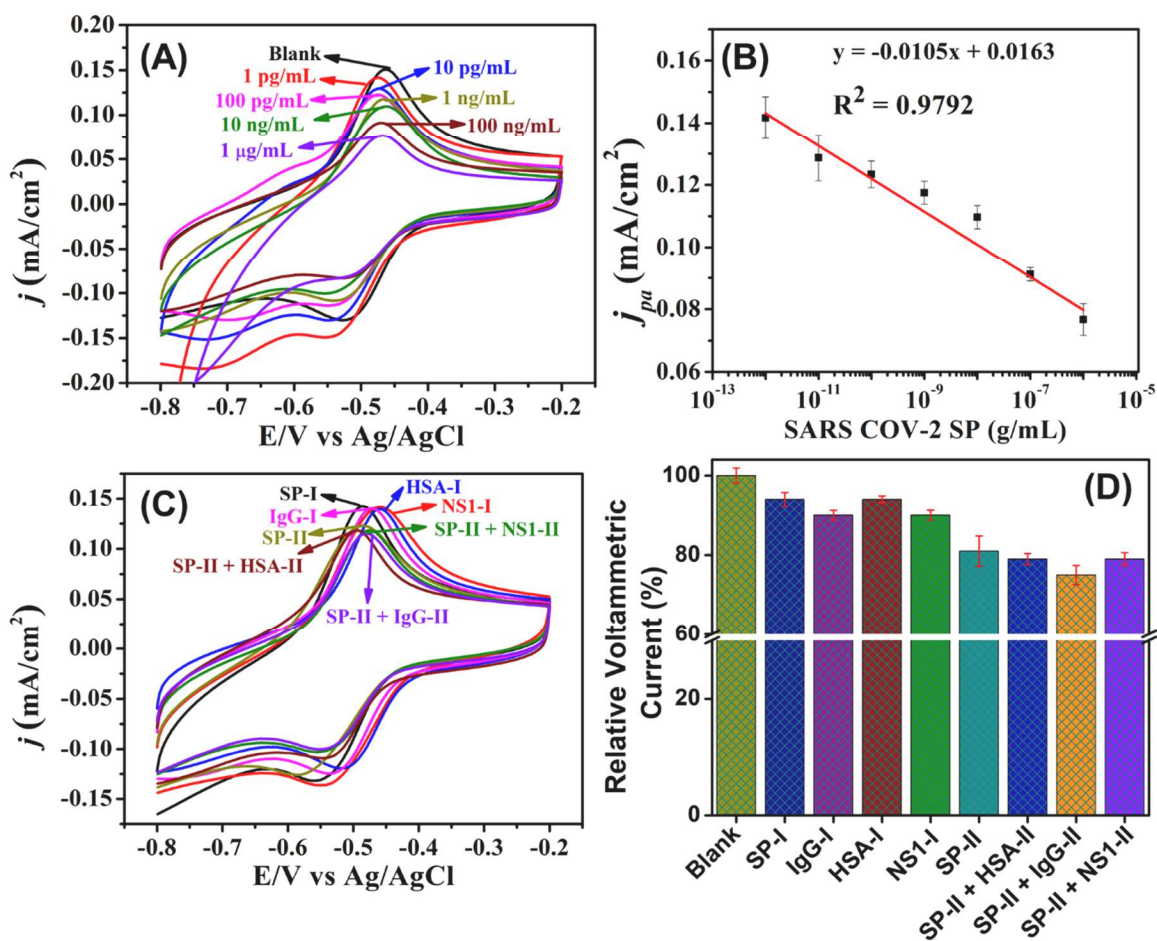 (A)
Blank
1 pg/mL
10 pg/mL
100 pg/mL
1 ng/mL
10 ng/mL
100 ng/mL
1 µg/mL
0.20
0.15
0.10
0.05
0.00
-0.05
-0.10
-0.15
-0.20
j (mA/cm²)
-0.8 -0.7 -0.6 -0.5 -0.4 -0.3 -0.2
E/V vs Ag/AgCl
(B)
y = -0.0105x + 0.0163
R² = 0.9792
0.16
0.14
0.12
0.10
0.08
0.06
jpa (mA/cm²)
10⁻¹³ 10⁻¹¹ 10⁻⁹ 10⁻⁷ 10⁻⁵
SARS COV-2 SP (g/mL)
(C)
SP-I
HSA-I
IgG-I
NS1-I
SP-II
SP-II + NS1-II
SP-II + HSA-II
SP-II + IgG-II
0.15
0.10
0.05
0.00
-0.05
-0.10
-0.15
j (mA/cm²)
-0.8 -0.7 -0.6 -0.5 -0.4 -0.3 -0.2
E/V vs Ag/AgCl
(D)
100
80
60
20
0
Relative Voltammetric
Current (%)
Blank
SP-I
IgG-I
HSA-I
NS1-I
SP-II
SP-II + HSA-II
SP-II + IgG-II
SP-II + NS1-II